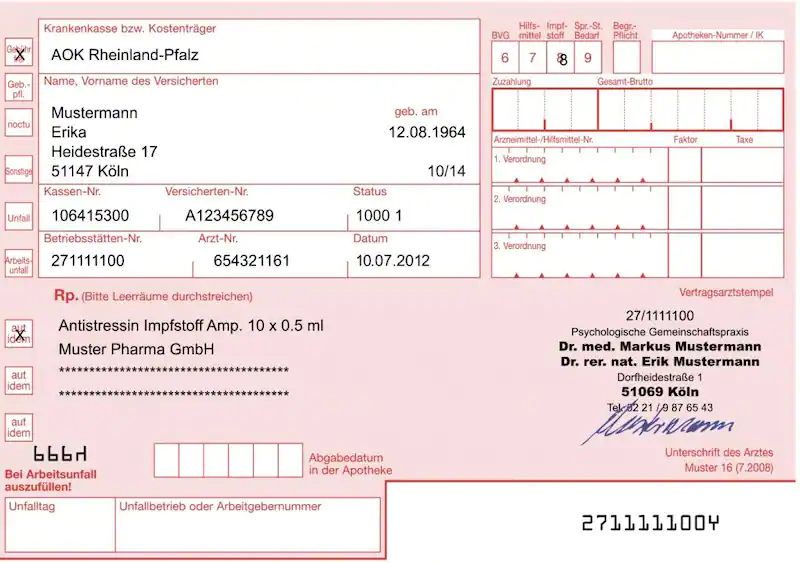 Krankenkasse bzw. Kostenträger
AOK Rheinland-Pfalz
Name, Vorname des Versicherten
Mustermann
geb. am
Erika
12.08.1964
Heidestraße 17
51147 Köln
10/14
Kassen-Nr. Versicherten-Nr. Status
106415300 A123456789 1000 1
Betriebsstätten-Nr. Arzt-Nr. Datum
271111100 654321161 10.07.2012
X
Geb.-
pfl.
noctu
Sonstige
Unfall
Arbeits-
unfall
BVG
Hilfs-
mittel
Impf-
stoff
Spr.-St.
Bedarf
Begr.-
Pflicht
Apotheken-Nummer / IK
6 7 8 9
8
Zuzahlung Gesamt-Brutto
Arzneimittel-/Hilfsmittel-Nr. Faktor Taxe
1. Verordnung
2. Verordnung
3. Verordnung
Vertragsarztstempel
Rp. (Bitte Leerräume durchstreichen)
aut
idem
X
Antistressin Impfstoff Amp. 10 x 0.5 ml
Muster Pharma GmbH
aut
idem
****************************************
****************************************
aut
idem
27/1111100
Psychologische Gemeinschaftspraxis
Dr. med. Markus Mustermann
Dr. rer. nat. Erik Mustermann
Dorfheidestraße 1
51069 Köln
Tel. 02 21 / 9 87 65 43
Mustermann
Unterschrift des Arztes
Muster 16 (7.2008)
Bei Arbeitsunfall
auszufüllen!
Abgabedatum
in der Apotheke
Unfalltag Unfallbetrieb oder Arbeitgebernummer